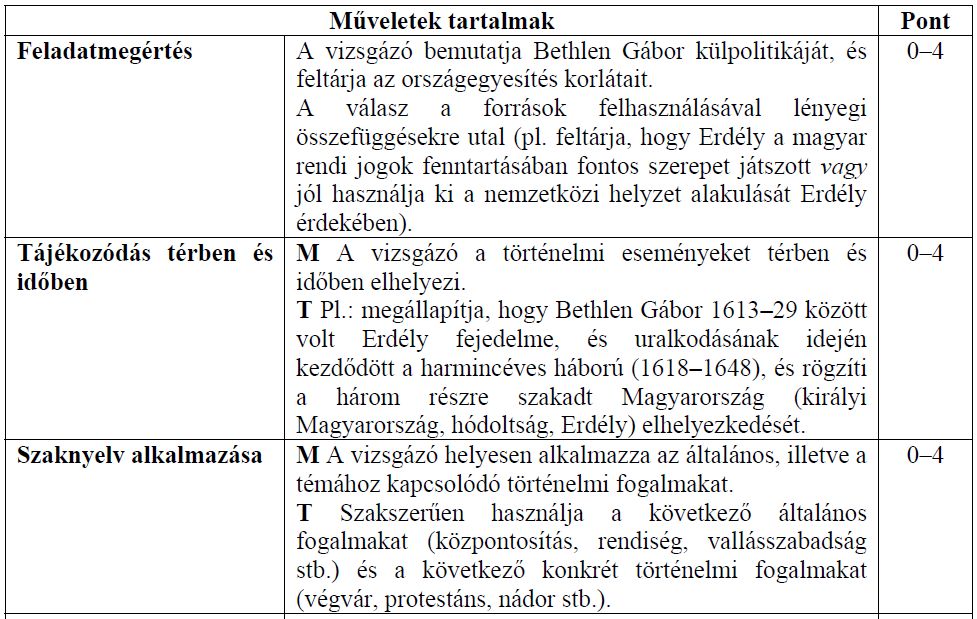 Műveletek tartalmak
Pont
Feladatmegértés
A vizsgázó bemutatja Bethlen Gábor külpolitikáját, és
feltárja az országegyesítés korlátait.
A válasz a források felhasználásával lényegi
összefüggésekre utal (pl. feltárja, hogy Erdély a magyar
rendi jogok fenntartásában fontos szerepet játszott vagy
jól használja ki a nemzetközi helyzet alakulását Erdély
érdekében).
0–4
Tájékozódás térben és
időben
M A vizsgázó a történelmi eseményeket térben és
időben elhelyezi.
T Pl.: megállapítja, hogy Bethlen Gábor 1613–29 között
volt Erdély fejedelme, és uralkodásának idején
kezdődött a harmincéves háború (1618–1648), és rögzíti
a három részre szakadt Magyarország (királyi
Magyarország, hódoltság, Erdély) elhelyezkedését.
0–4
Szaknyelv alkalmazása
M A vizsgázó helyesen alkalmazza az általános, illetve a
témához kapcsolódó történelmi fogalmakat.
T Szakszerűen használja a következő általános
fogalmakat (központosítás, rendiség, vallásszabadság
stb.) és a következő konkrét történelmi fogalmakat
(végvár, protestáns, nádor stb.).
0–4